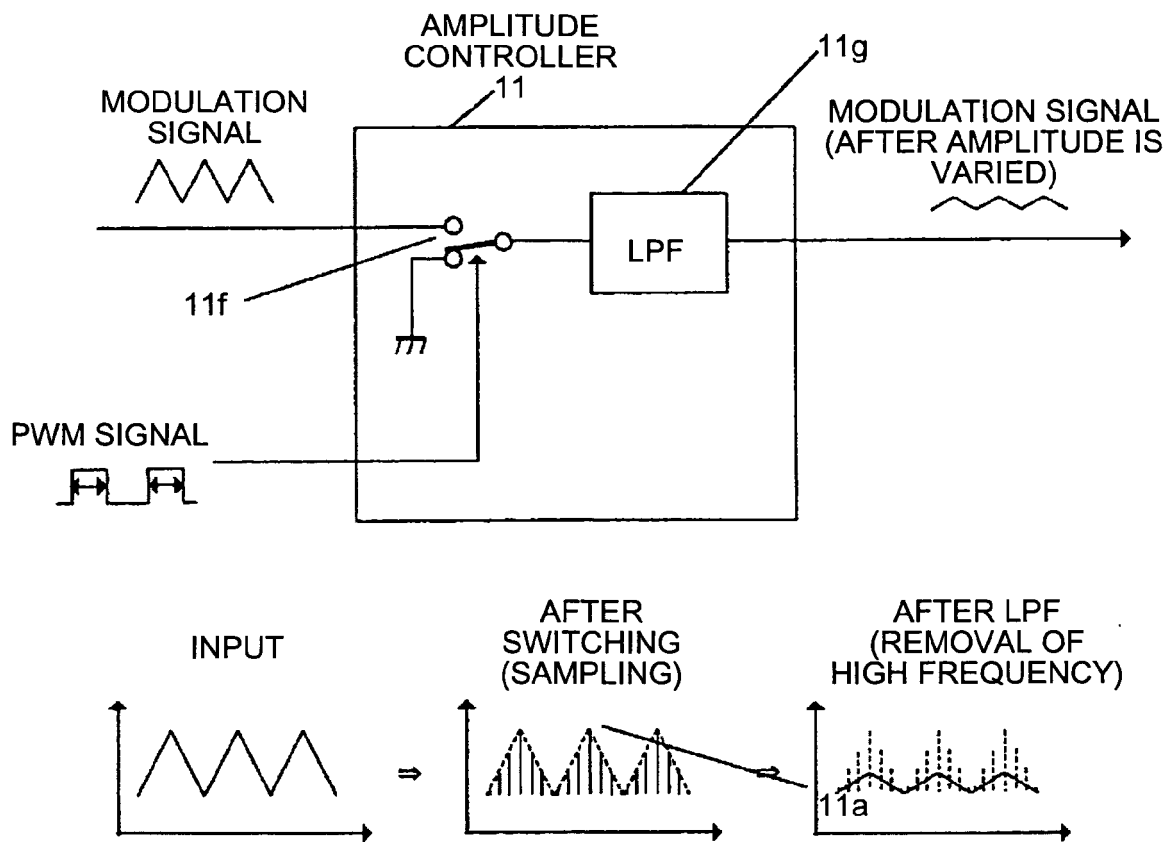 AMPLITUDE
CONTROLLER
11
11g
MODULATION
SIGNAL
MODULATION SIGNAL
(AFTER AMPLITUDE IS
VARIED)
LPF
11f
PWM SIGNAL
INPUT
AFTER
SWITCHING
(SAMPLING)
AFTER LPF
(REMOVAL OF
HIGH FREQUENCY)
⇒
⇒
11a